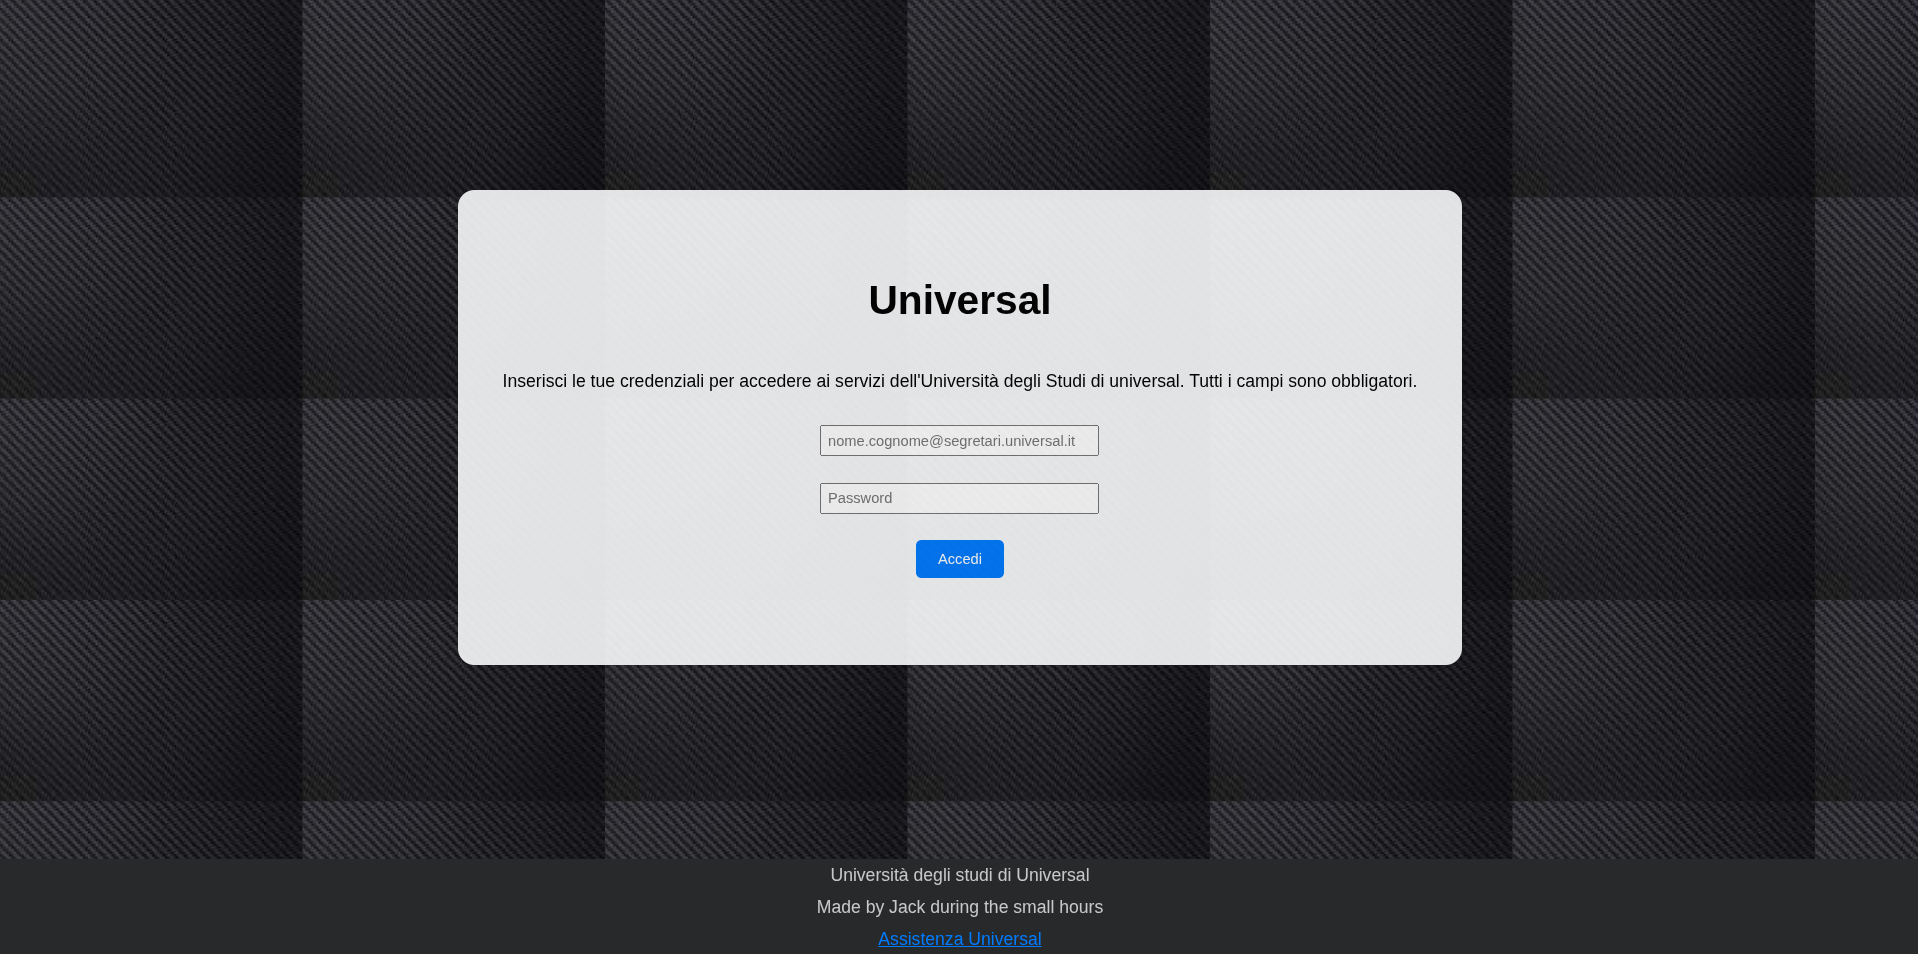 Universal
Inserisci le tue credenziali per accedere ai servizi dell'Università degli Studi di universal. Tutti i campi sono obbligatori.
nome.cognome@segretari.universal.it
Password
Accedi
Università degli studi di Universal
Made by Jack during the small hours
Assistenza Universal